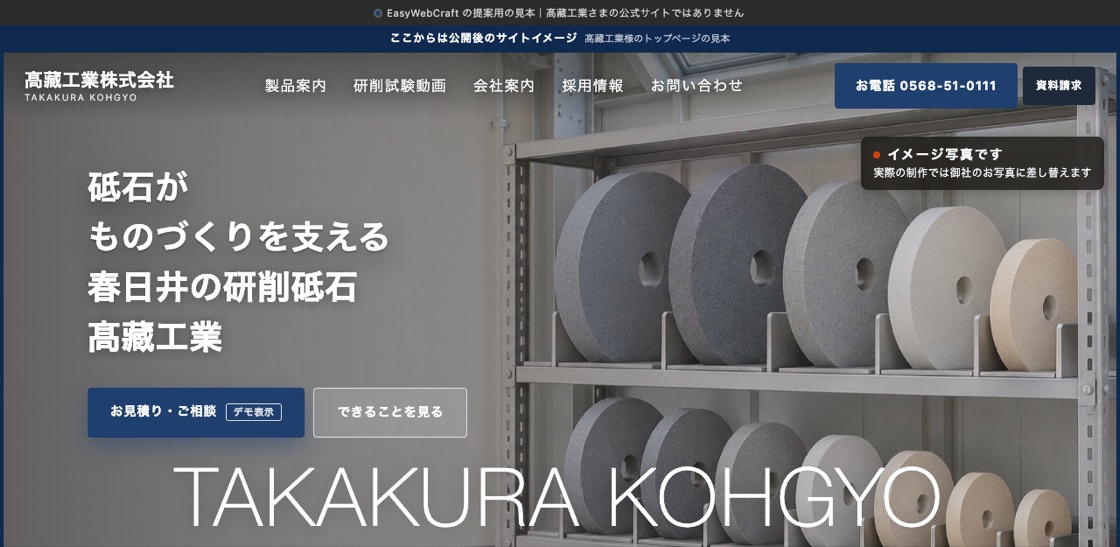 EasyWebCraft の提案用の見本｜髙藏工業さまの公式サイトではありません
ここからは公開後のサイトイメージ 髙藏工業様のトップページの見本
髙藏工業株式会社
TAKAKURA KOHGYO
製品案内 研削試験動画 会社案内 採用情報 お問い合わせ
お電話 0568-51-0111
資料請求
イメージ写真です
実際の制作では御社のお写真に差し替えます
砥石が
ものづくりを支える
春日井の研削砥石
髙藏工業
お見積り・ご相談 デモ表示
できることを見る
TAKAKURA KOHGYO